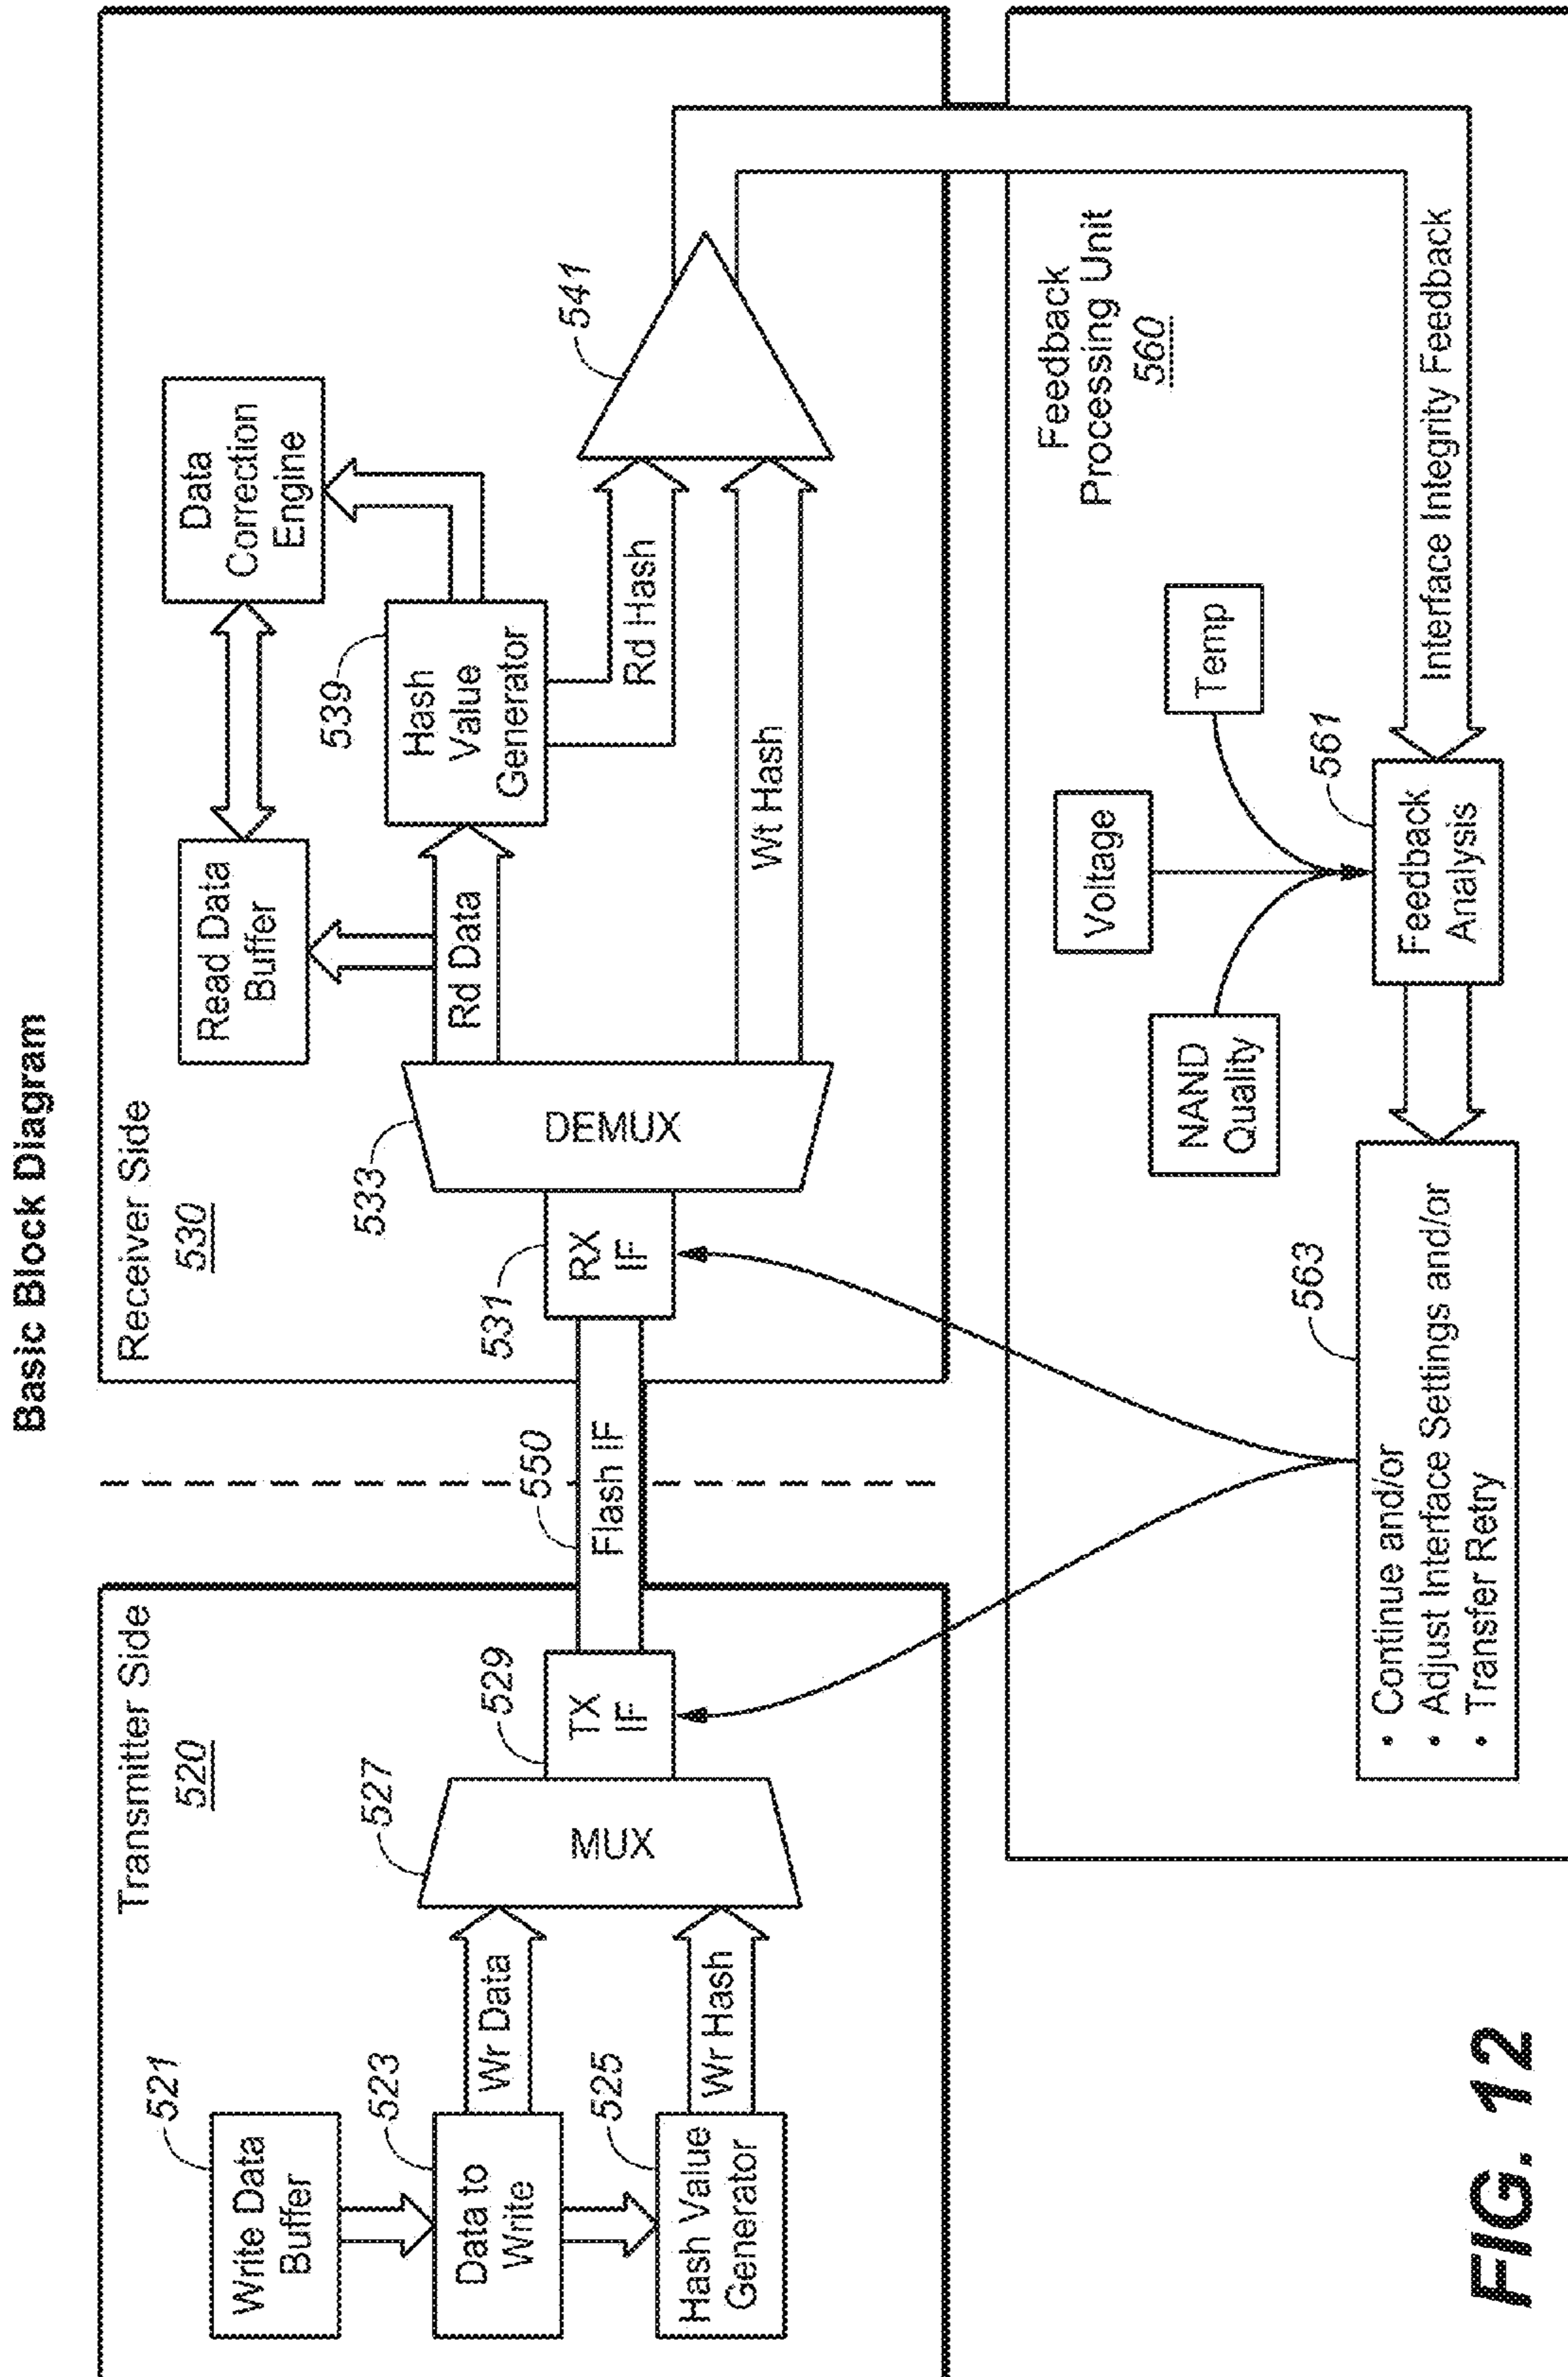 Basic Block Diagram
Transmitter Side
520
521
Write Data
Buffer
523
Data to
Write
525
Hash Value
Generator
Wr Data
Wr Hash
527
MUX
529
TX
IF
550
Flash IF
Receiver Side
530
531
RX
IF
533
DEMUX
Read Data
Buffer
Rd Data
Wt Hash
539
Hash
Value
Generator
Data
Correction
Engine
Rd Hash
541
Feedback
Processing Unit
560
NAND
Quality
Voltage
Temp
561
Feedback
Analysis
Interface Integrity Feedback
563
• Continue and/or
• Adjust Interface Settings and/or
• Transfer Retry
FIG. 12